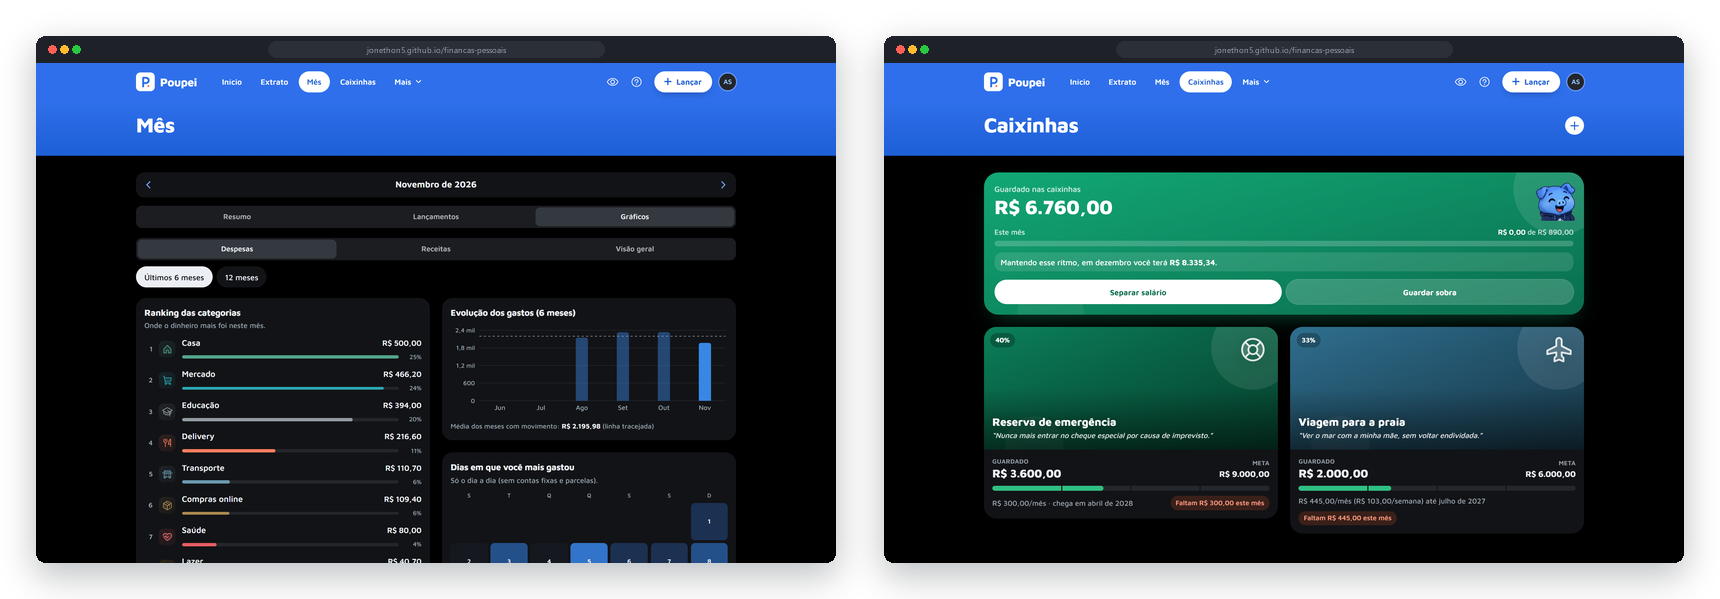 jonethon5.github.io/financas-pessoais
Poupei
Inicio
Extrato
Mês
Caixinhas
Mais
Lançar
AS
Mês
Novembro de 2026
Resumo
Lançamentos
Gráficos
Despesas
Receitas
Visão geral
Últimos 6 meses
12 meses
Ranking das categorias
Onde o dinheiro mais foi neste mês.
1 Casa R$ 500,00
25%
2 Mercado R$ 466,20
24%
3 Educação R$ 394,00
20%
4 Delivery R$ 216,60
11%
5 Transporte R$ 110,70
6%
6 Compras online R$ 109,40
6%
7 Saúde R$ 80,00
4%
Lazer R$ 40,70
Evolução dos gastos (6 meses)
2,4 mil
1,8 mil
1,2 mil
600
0
Jun Jul Ago Set Out Nov
Média dos meses com movimento: R$ 2.195,98 (linha tracejada)
Dias em que você mais gastou
Só o dia a dia (sem contas fixas e parcelas).
S T Q Q S S D
1
2 3 4 5 6 7 8
jonethon5.github.io/financas-pessoais
Poupei
Inicio
Extrato
Mês
Caixinhas
Mais
Lançar
AS
Caixinhas
Guardado nas caixinhas
R$ 6.760,00
Este mês
R$ 0,00 de R$ 890,00
Mantendo esse ritmo, em dezembro você terá R$ 8.335,34.
Separar salário
Guardar sobra
40%
Reserva de emergência
"Nunca mais entrar no cheque especial por causa de imprevisto."
GUARDADO
META
R$ 3.600,00
R$ 9.000,00
R$ 300,00/mês · chega em abril de 2028
Faltam R$ 300,00 este mês
33%
Viagem para a praia
"Ver o mar com a minha mãe, sem voltar endividada."
GUARDADO
META
R$ 2.000,00
R$ 6.000,00
R$ 445,00/mês (R$ 103,00/semana) até julho de 2027
Faltam R$ 445,00 este mês